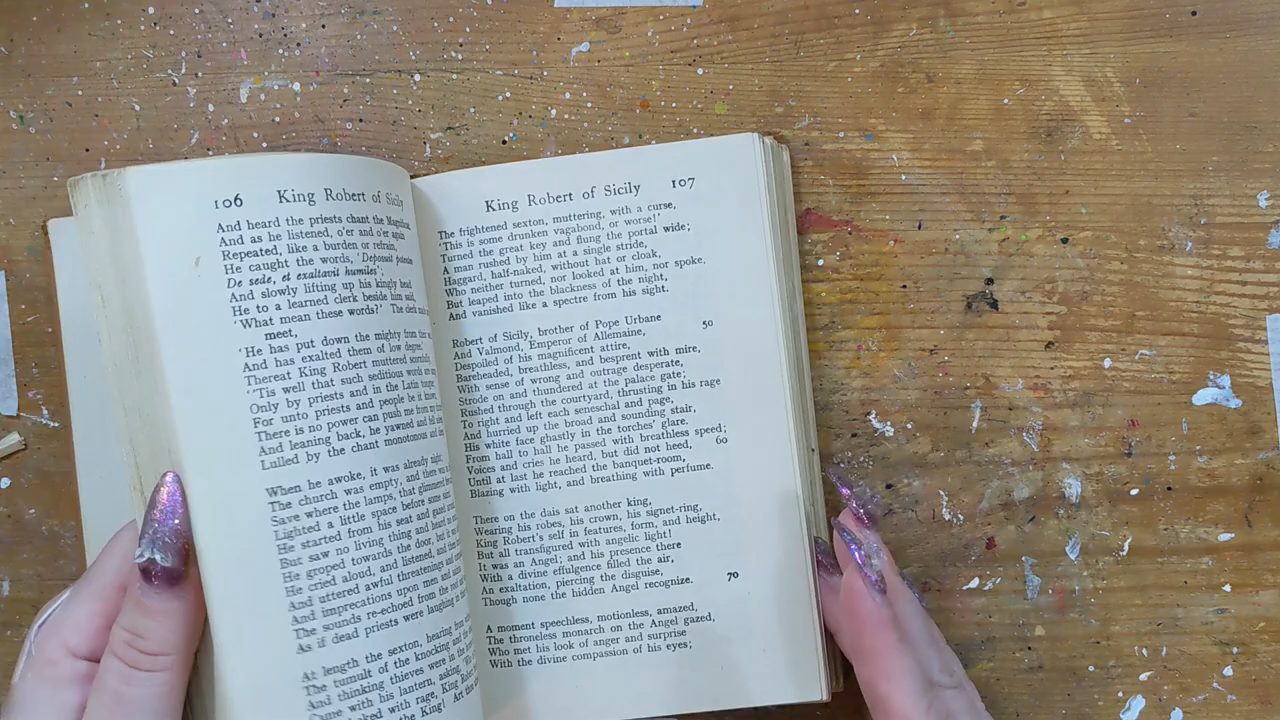 106 King Robert of Sicily
And heard the priests chant the Magnificat,
And as he listened, o'er and o'er again
Repeated, like a burden or refrain,
He caught the words, 'Deposuit potentes
De sede, et exaltavit humiles';
And slowly lifting up his kingly head
He to a learned clerk beside him said,
'What mean these words?' The clerk made
meet,
'He has put down the mighty from their
And has exalted them of low degree.'
Thereat King Robert muttered scornfully,
''Tis well that such seditious words are
Only by priests and in the Latin tongue;
For unto priests and people be it known,
There is no power can push me from my
And leaning back, he yawned and fell
Lulled by the chant monotonous and
When he awoke, it was already night;
The church was empty, and there was
Save where the lamps, that glimmered
Lighted a little space before some
He started from his seat and gazed
But saw no living thing and heard
He groped towards the door, but it
He cried aloud, and listened, and then
And uttered awful threatenings and
And imprecations upon men and
The sounds re-echoed from the
As if dead priests were laughing in
At length the sexton, hearing from
The tumult of the knocking and
And thinking thieves were in the
Came with his lantern, asking,
with rage, King
the King! Art
King Robert of Sicily 107
The frightened sexton, muttering, with a curse,
'This is some drunken vagabond, or worse!'
Turned the great key and flung the portal wide;
A man rushed by him at a single stride,
Haggard, half-naked, without hat or cloak,
Who neither turned, nor looked at him, nor spoke,
But leaped into the blackness of the night,
And vanished like a spectre from his sight.
Robert of Sicily, brother of Pope Urbane 50
And Valmond, Emperor of Allemaine,
Despoiled of his magnificent attire,
Bareheaded, breathless, and besprent with mire,
With sense of wrong and outrage desperate,
Strode on and thundered at the palace gate;
Rushed through the courtyard, thrusting in his rage
To right and left each seneschal and page,
And hurried up the broad and sounding stair,
His white face ghastly in the torches' glare.
From hall to hall he passed with breathless speed;
Voices and cries he heard, but did not heed, 60
Until at last he reached the banquet-room,
Blazing with light, and breathing with perfume.
There on the dais sat another king,
Wearing his robes, his crown, his signet-ring,
King Robert's self in features, form, and height,
But all transfigured with angelic light!
It was an Angel; and his presence there
With a divine effulgence filled the air,
An exaltation, piercing the disguise, 70
Though none the hidden Angel recognize.
A moment speechless, motionless, amazed,
The throneless monarch on the Angel gazed,
Who met his look of anger and surprise
With the divine compassion of his eyes;